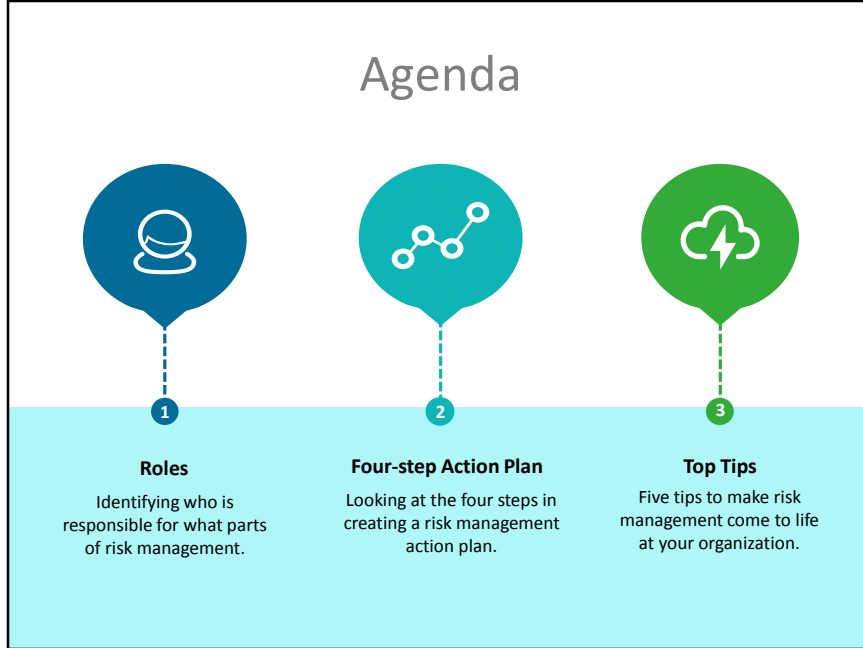 Agenda
1
Roles
Identifying who is
responsible for what parts
of risk management.
2
Four-step Action Plan
Looking at the four steps in
creating a risk management
action plan.
3
Top Tips
Five tips to make risk
management come to life
at your organization.